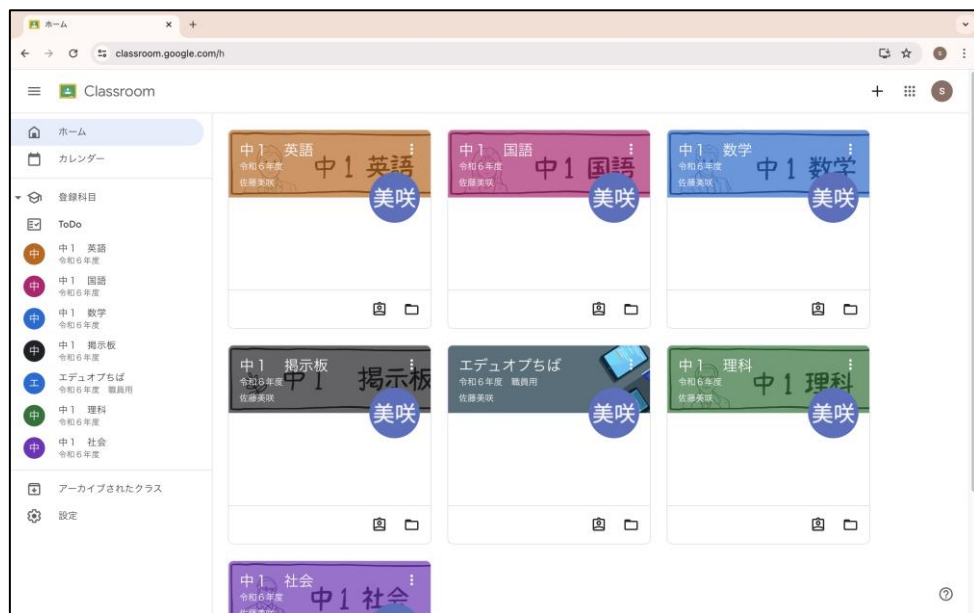 ホーム
classroom.google.com/h
S
Classroom
S
ホーム
カレンダー
登録科目
ToDo
中 中1 英語
令和6年度
中 中1 国語
令和6年度
中 中1 数学
令和6年度
中 中1 掲示板
令和6年度
エ エデュオプちば
令和6年度 職員用
中 中1 理科
令和6年度
中 中1 社会
令和6年度
アーカイブされたクラス
設定
中1 英語
令和6年度
佐藤美咲
中1 英語
美咲
中1 国語
令和6年度
佐藤美咲
中1 国語
美咲
中1 数学
令和6年度
佐藤美咲
中1 数学
美咲
中1 掲示板
令和6年度
佐藤美咲
中1 掲示板
美咲
エデュオプちば
令和6年度 職員用
佐藤美咲
美咲
中1 理科
令和6年度
佐藤美咲
中1 理科
美咲
中1 社会
令和6年度
佐藤美咲
中1 社会